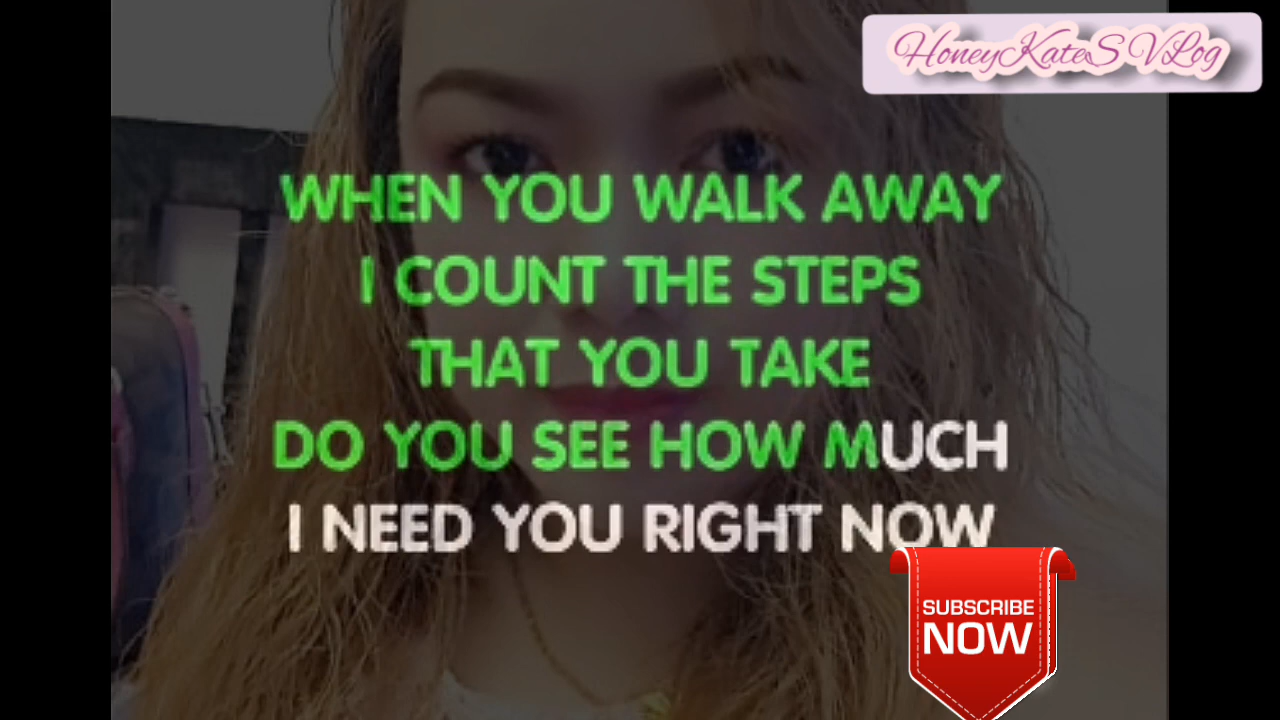 HoneyKateS VLog
WHEN YOU WALK AWAY
I COUNT THE STEPS
THAT YOU TAKE
DO YOU SEE HOW MUCH
I NEED YOU RIGHT NOW
SUBSCRIBE
NOW